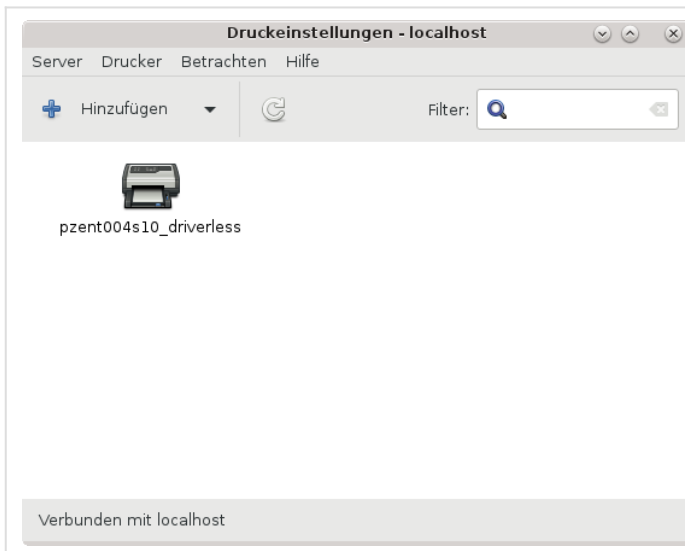 Druckeinstellungen - localhost
Server Drucker Betrachten Hilfe
Hinzufügen Filter:
pzent004s10_driverless
Verbunden mit localhost